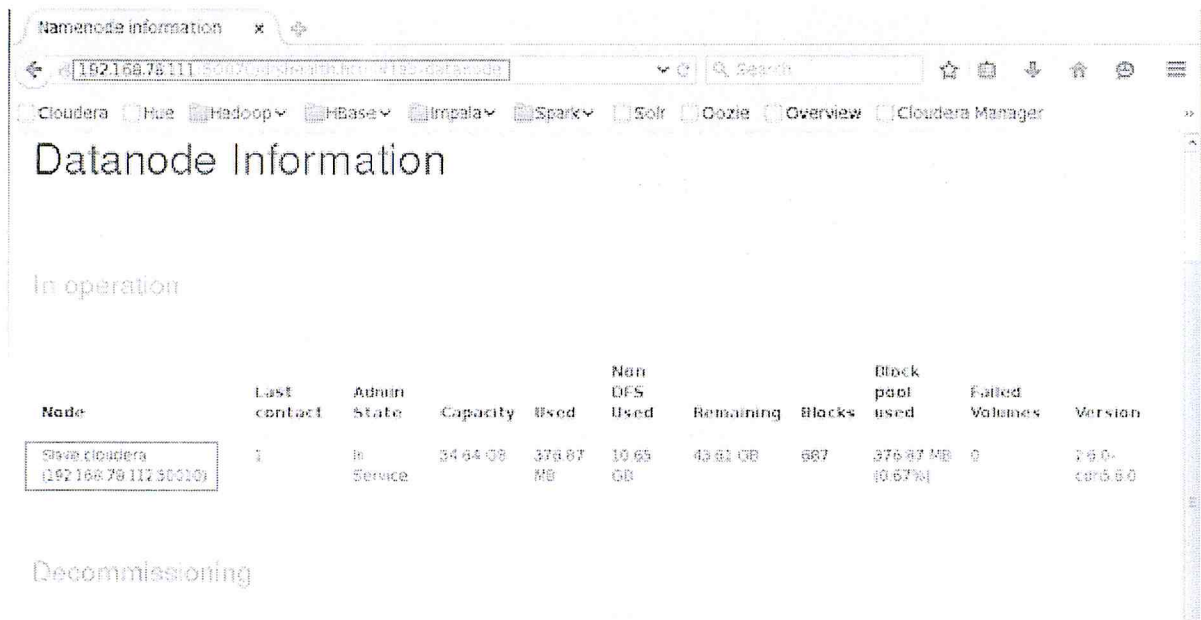 Namenode information
192.168.78.111
Search
Cloudera Hue Hadoop HBase Impala Spark Solr Oozie Overview Cloudera Manager
Datanode Information
In operation
Node Last contact Admin State Capacity Used Non DFS Used Remaining Blocks Block pool used Failed Volumes Version
Slave.cloudera 1 In Service 376.87 MB 10.65 GB 43.61 GB 687 376.87 MB (0.67%) 0
(192.168.78.112:50010)
Decommissioning